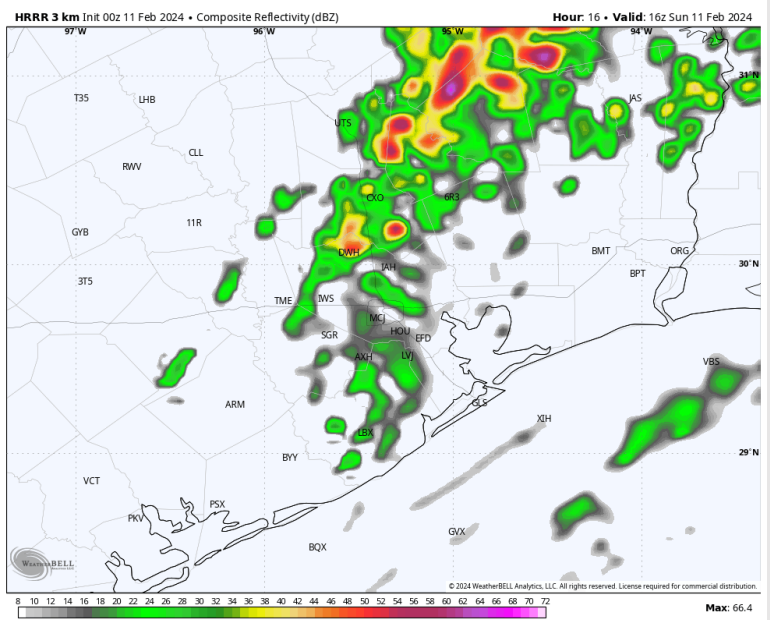 HRRR 3 km Init 00z 11 Feb 2024 • Composite Reflectivity (dBZ) Hour: 16 • Valid: 16z Sun 11 Feb 2024
97°W 96°W 95°W 94°W
31°N
T35 LHB JAS
UTS
CLL
RWV
CXO 6R3
11R
GYB
DWH BMT ORG
30°N
IAH
BPT
3T5
TME IWS
MCJ
SGR HOU EFD
AXH LVJ
VBS
ARM GLS
XIH
LBX
29°N
BYY
VCT
PSX
PKV
GVX
BQX
WEATHERBELL
© 2024 WeatherBELL Analytics, LLC. All rights reserved. License required for commercial distribution.
8 10 12 14 16 18 20 22 24 26 28 30 32 34 36 38 40 42 44 46 48 50 52 54 56 58 60 62 64 66 68 70 72 Max: 66.4